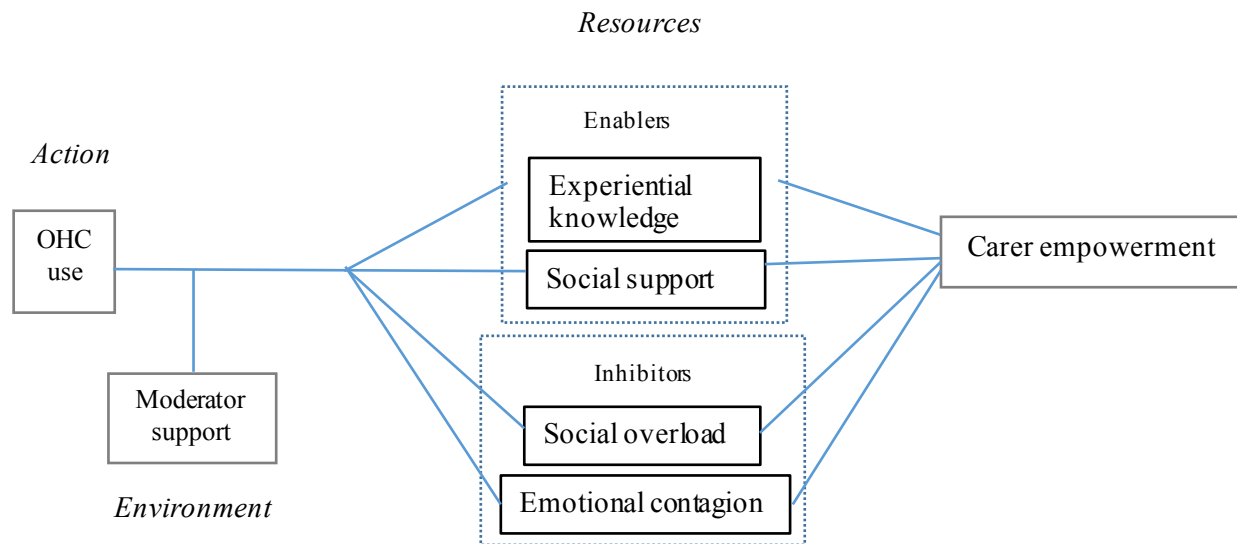 Resources
Enablers
Action
Experiential
knowledge
OHC
use
Social support
Carer empowerment
Inhibitors
Moderator
support
Social overload
Emotional contagion
Environment